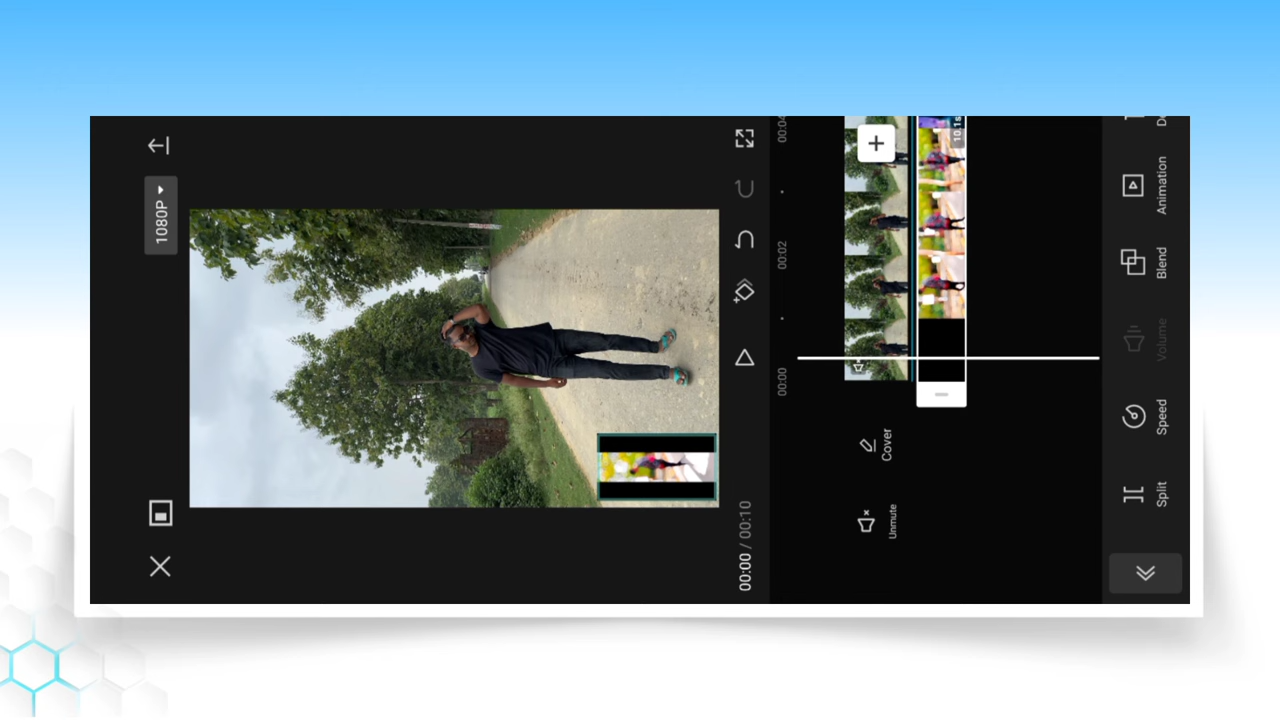 1080P
00:00 / 00:10
00:00
00:02
00:04
10.1s
Unmute
Cover
Split
Speed
Volume
Blend
Animation